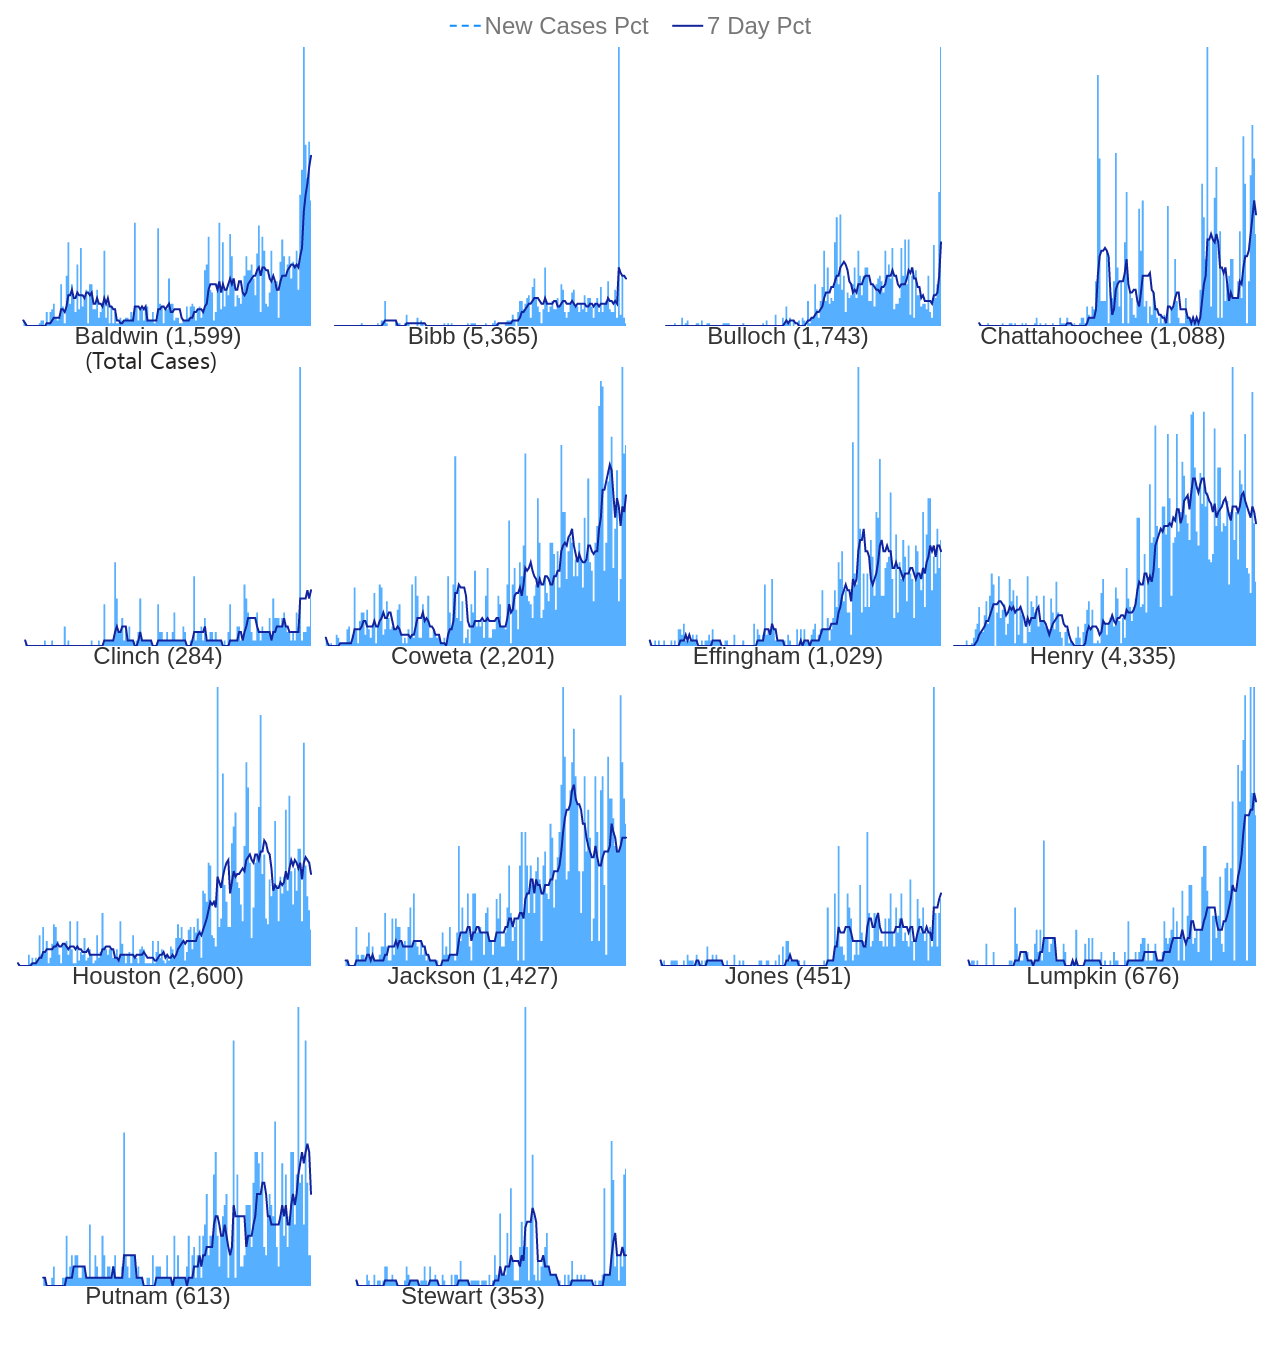 New Cases Pct 7 Day Pct
Baldwin (1,599) Bibb (5,365) Bulloch (1,743) Chattahoochee (1,088)
(Total Cases)
Clinch (284) Coweta (2,201) Effingham (1,029) Henry (4,335)
Houston (2,600) Jackson (1,427) Jones (451) Lumpkin (676)
Putnam (613) Stewart (353)